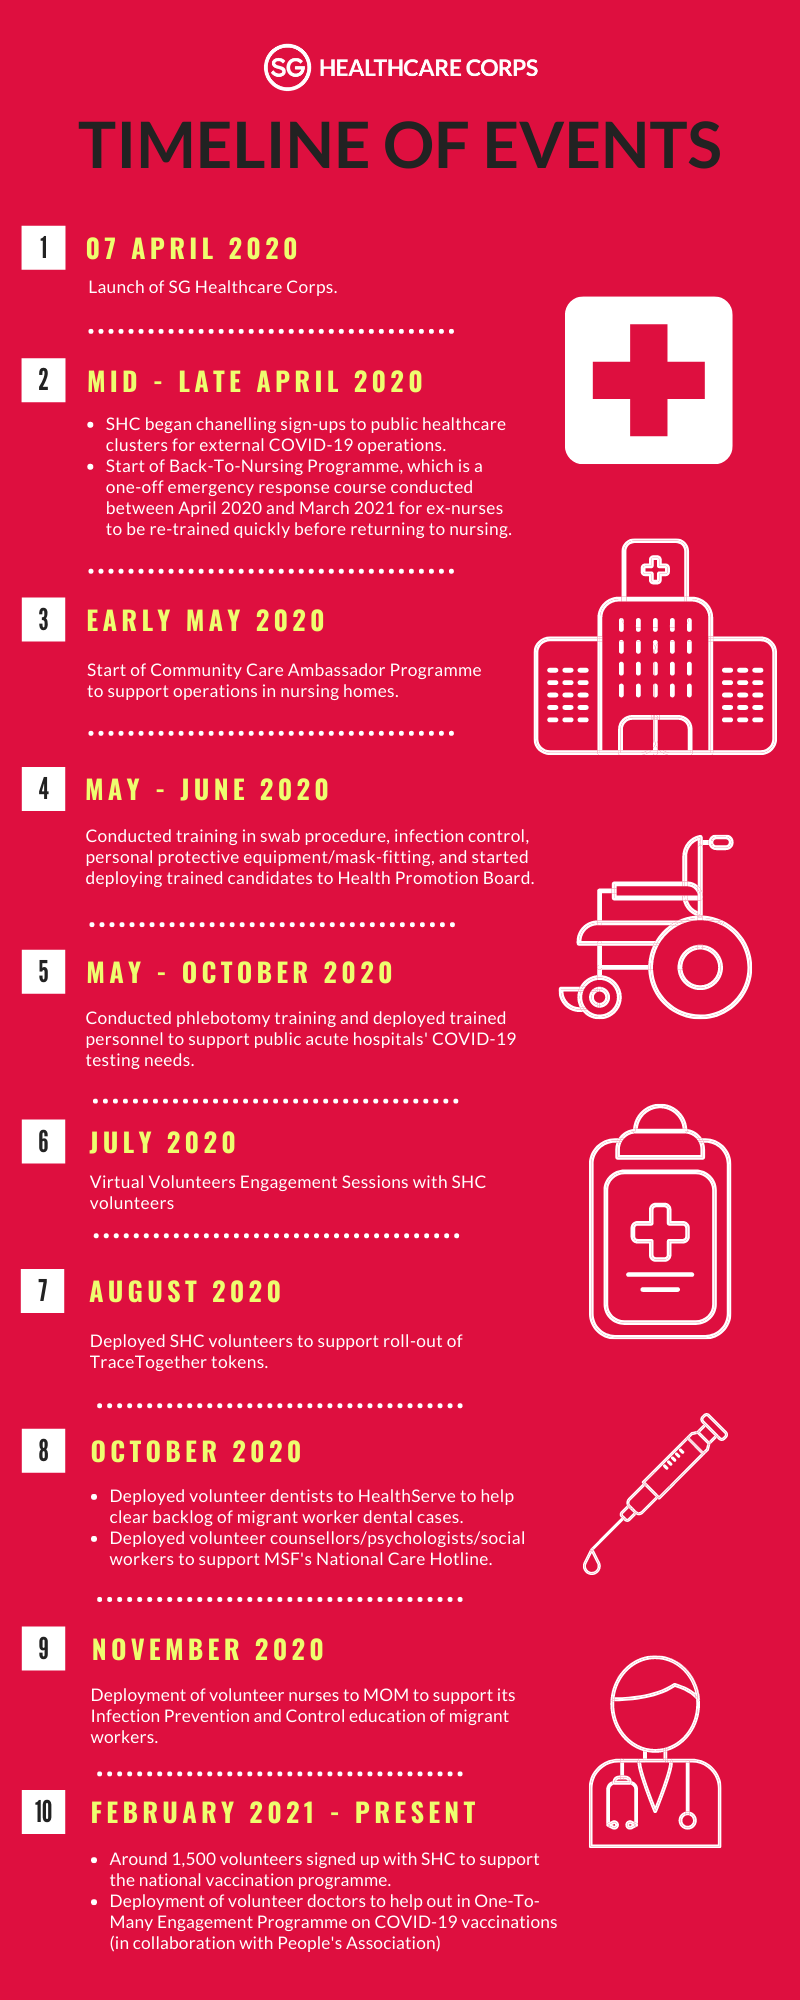 SG HEALTHCARE CORPS
TIMELINE OF EVENTS
1 07 APRIL 2020
Launch of SG Healthcare Corps.
2 MID - LATE APRIL 2020
• SHC began chanelling sign-ups to public healthcare
clusters for external COVID-19 operations.
• Start of Back-To-Nursing Programme, which is a
one-off emergency response course conducted
between April 2020 and March 2021 for ex-nurses
to be re-trained quickly before returning to nursing.
3 EARLY MAY 2020
Start of Community Care Ambassador Programme
to support operations in nursing homes.
4 MAY - JUNE 2020
Conducted training in swab procedure, infection control,
personal protective equipment/mask-fitting, and started
deploying trained candidates to Health Promotion Board.
5 MAY - OCTOBER 2020
Conducted phlebotomy training and deployed trained
personnel to support public acute hospitals' COVID-19
testing needs.
6 JULY 2020
Virtual Volunteers Engagement Sessions with SHC
volunteers
7 AUGUST 2020
Deployed SHC volunteers to support roll-out of
TraceTogether tokens.
8 OCTOBER 2020
• Deployed volunteer dentists to HealthServe to help
clear backlog of migrant worker dental cases.
• Deployed volunteer counsellors/psychologists/social
workers to support MSF's National Care Hotline.
9 NOVEMBER 2020
Deployment of volunteer nurses to MOM to support its
Infection Prevention and Control education of migrant
workers.
10 FEBRUARY 2021 - PRESENT
• Around 1,500 volunteers signed up with SHC to support
the national vaccination programme.
• Deployment of volunteer doctors to help out in One-To-
Many Engagement Programme on COVID-19 vaccinations
(in collaboration with People's Association)